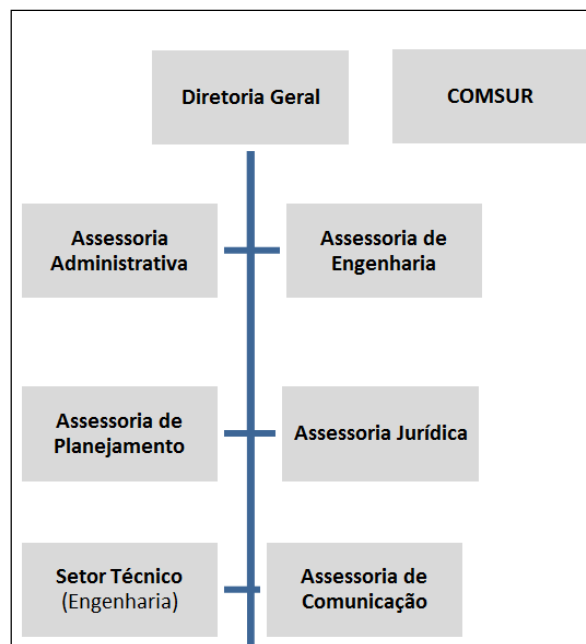 Diretoria Geral
COMSUR
Assessoria
Administrativa
Assessoria de
Engenharia
Assessoria de
Planejamento
Assessoria Jurídica
Setor Técnico
(Engenharia)
Assessoria de
Comunicação